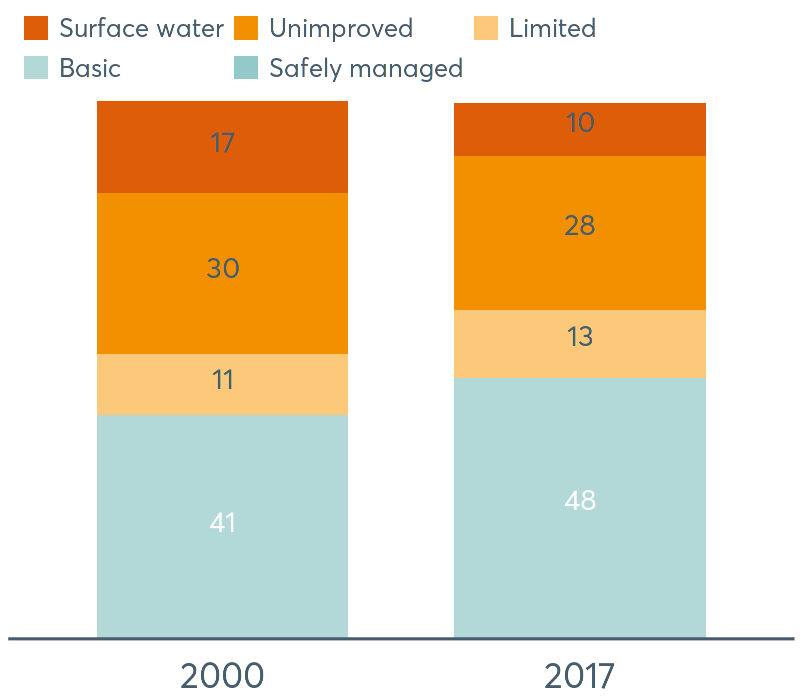 Surface water Unimproved Limited
Basic Safely managed
17 10
30 28
11 13
41 48
2000 2017